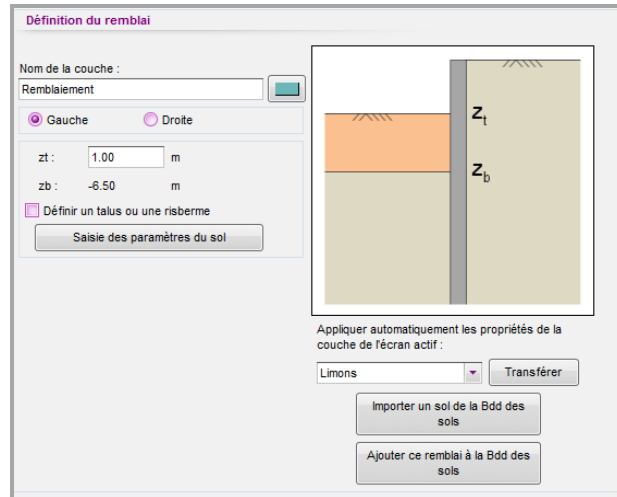 Définition du remblai
Nom de la couche :
Remblaiement
Gauche
Droite
zt :
1.00
m
zb :
-6.50
m
Définir un talus ou une risberme
Saisie des paramètres du sol
Zt
Zb
Appliquer automatiquement les propriétés de la
couche de l'écran actif :
Limons
Transférer
Importer un sol de la Bdd des
sols
Ajouter ce remblai à la Bdd des
sols